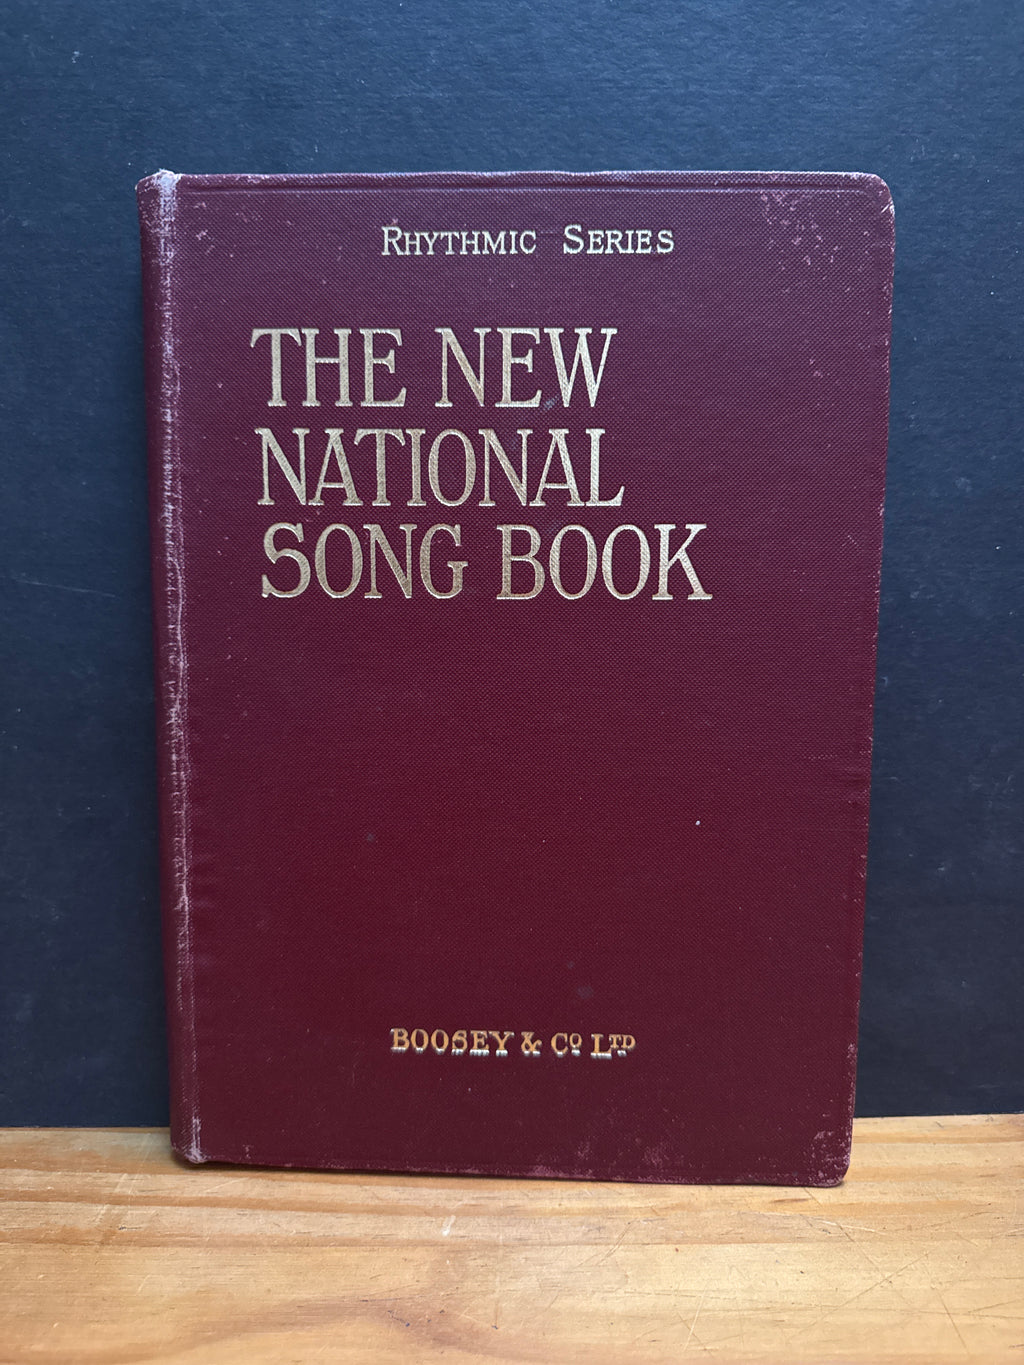 RHYTHMIC SERIES
THE NEW
NATIONAL
SONG BOOK
BOOSEY & Cº LTD